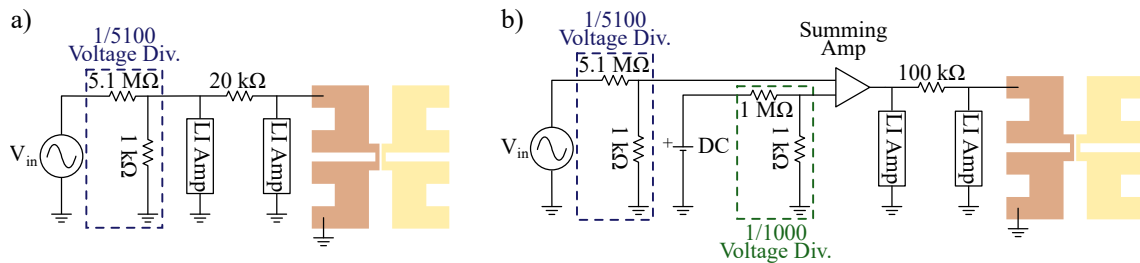 a)
1/5100
Voltage Div.
5.1 MΩ
20 kΩ
1 kΩ
LI Amp
LI Amp
Vin
b)
1/5100
Voltage Div.
Summing
Amp
5.1 MΩ
100 kΩ
1 MΩ
1 kΩ
+
DC
1 kΩ
LI Amp
LI Amp
Vin
1/1000
Voltage Div.